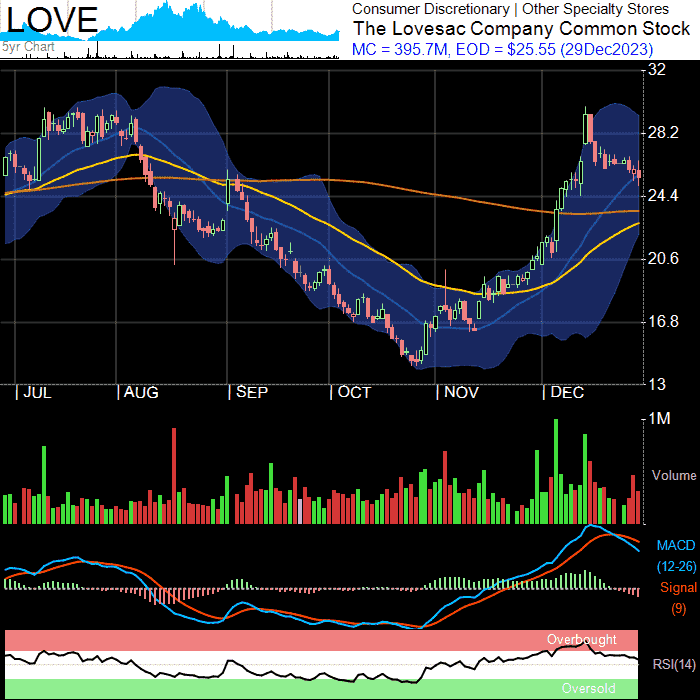 LOVE
5yr Chart
Consumer Discretionary | Other Specialty Stores
The Lovesac Company Common Stock
MC = 395.7M, EOD = $25.55 (29Dec2023)
32
28.2
24.4
20.6
16.8
13
| JUL | AUG | SEP | OCT | NOV | DEC
1M
Volume
MACD
(12-26)
Signal
(9)
Overbought
RSI(14)
Oversold